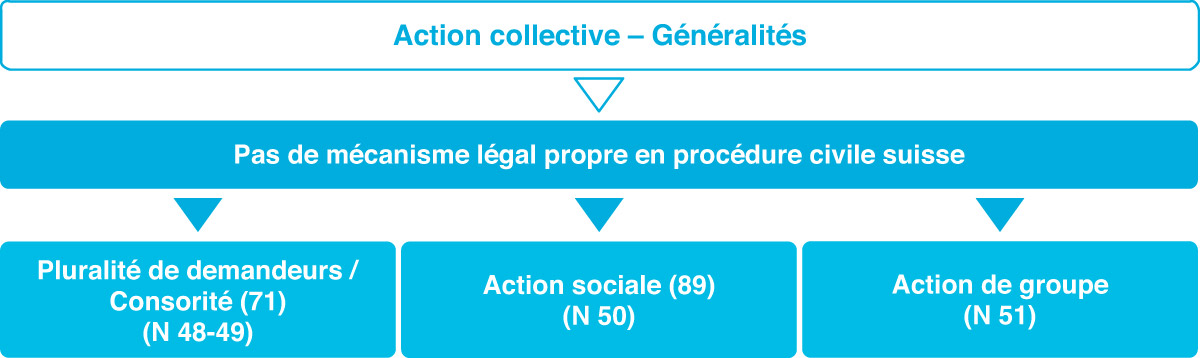 Action collective – Généralités
Pas de mécanisme légal propre en procédure civile suisse
Pluralité de demandeurs /
Consorité (71)
(N 48-49)
Action sociale (89)
(N 50)
Action de groupe
(N 51)